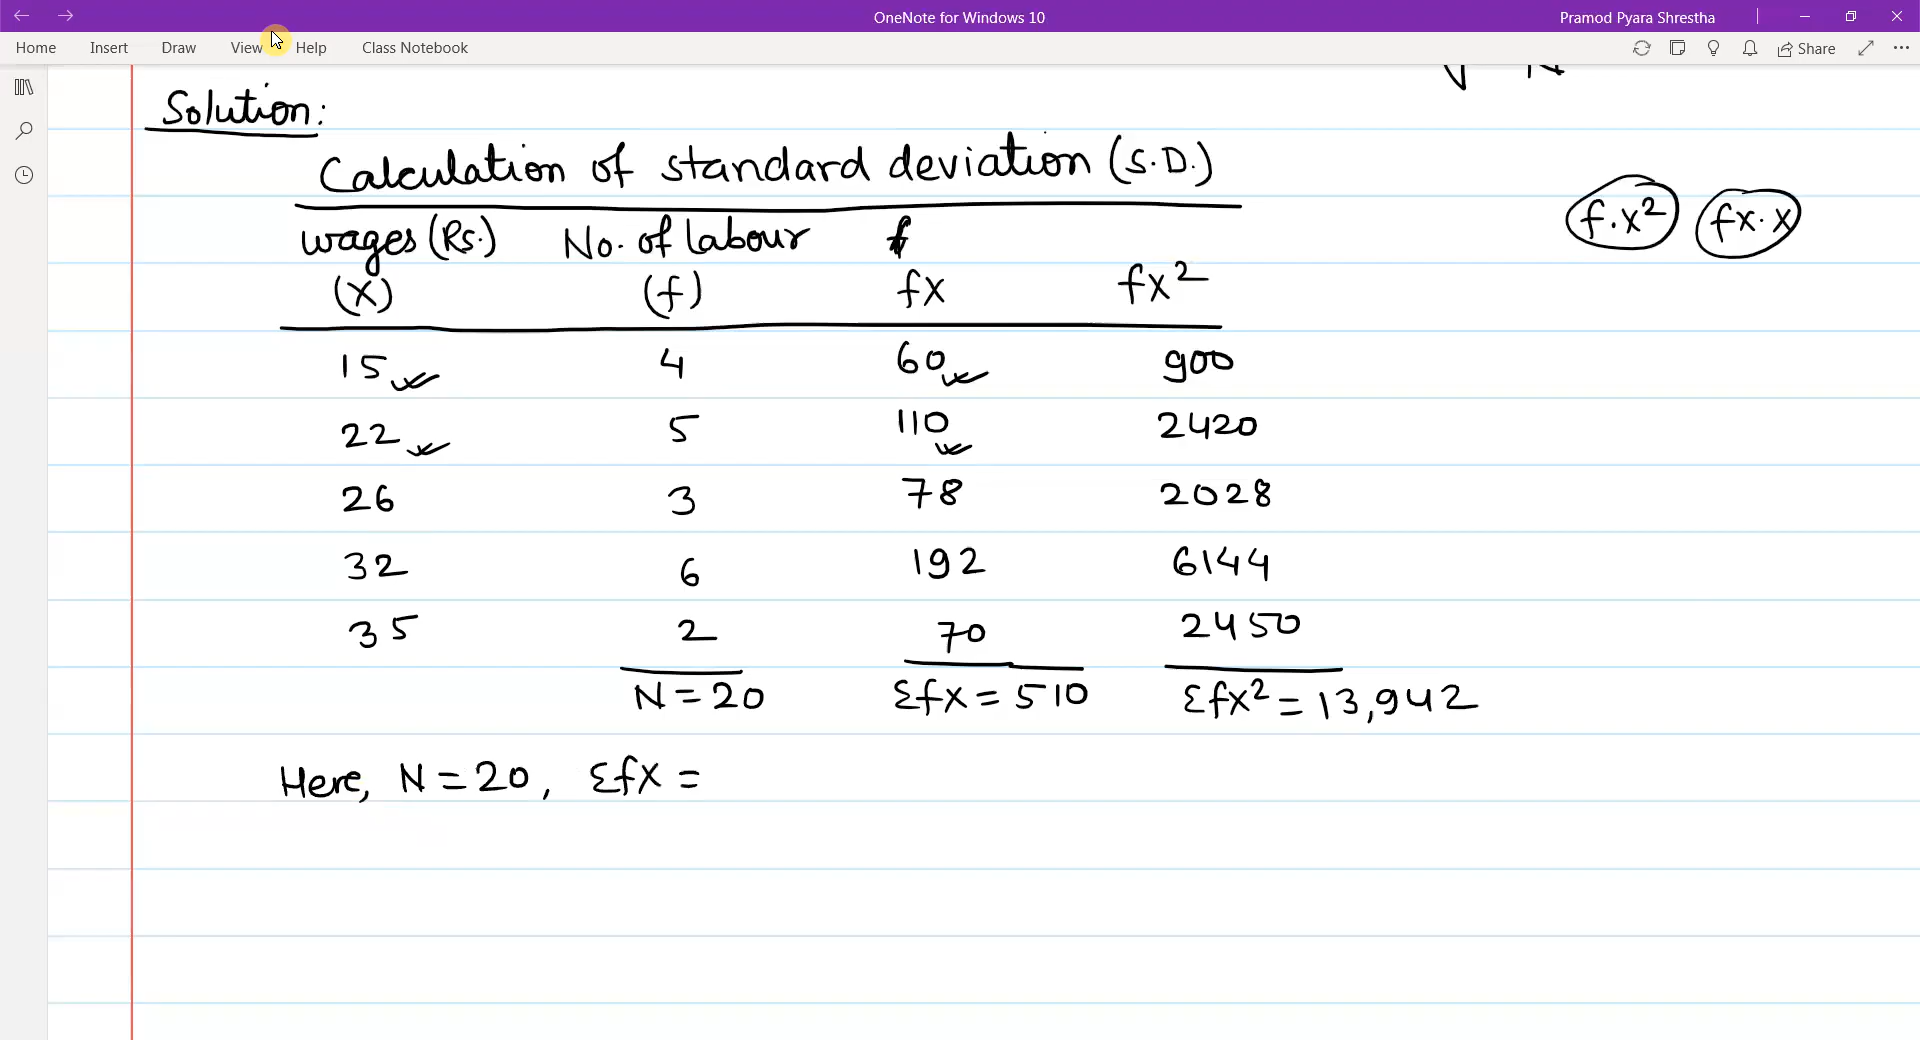 OneNote for Windows 10
Pramod Pyara Shrestha
Home Insert Draw View Help Class Notebook
Share
Solution:
Calculation of standard deviation (S.D.)
wages (Rs.) No. of labour f
(X) (f) fX fX²
f.X² fX.X
15 4 60 900
22 5 110 2420
26 3 78 2028
32 6 192 6144
35 2 70 2450
N = 20 ΣfX = 510 ΣfX² = 13,942
Here, N = 20, ΣfX =